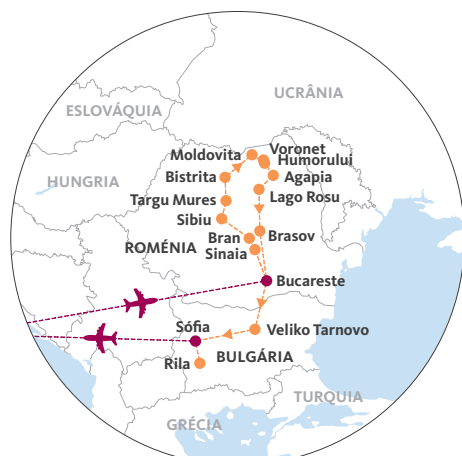 UCRÂNIA
ESLOVÁQUIA
Voronet
Moldovita
Humorului
Bistrita
Agapia
HUNGRIA
Lago Rosu
Targu Mures
Sibiu
Bran
Brasov
ROMÉNIA
Sinaia
Bucareste
Sófia
Veliko Tarnovo
BULGÁRIA
Rila
TURQUIA
GRÉCIA